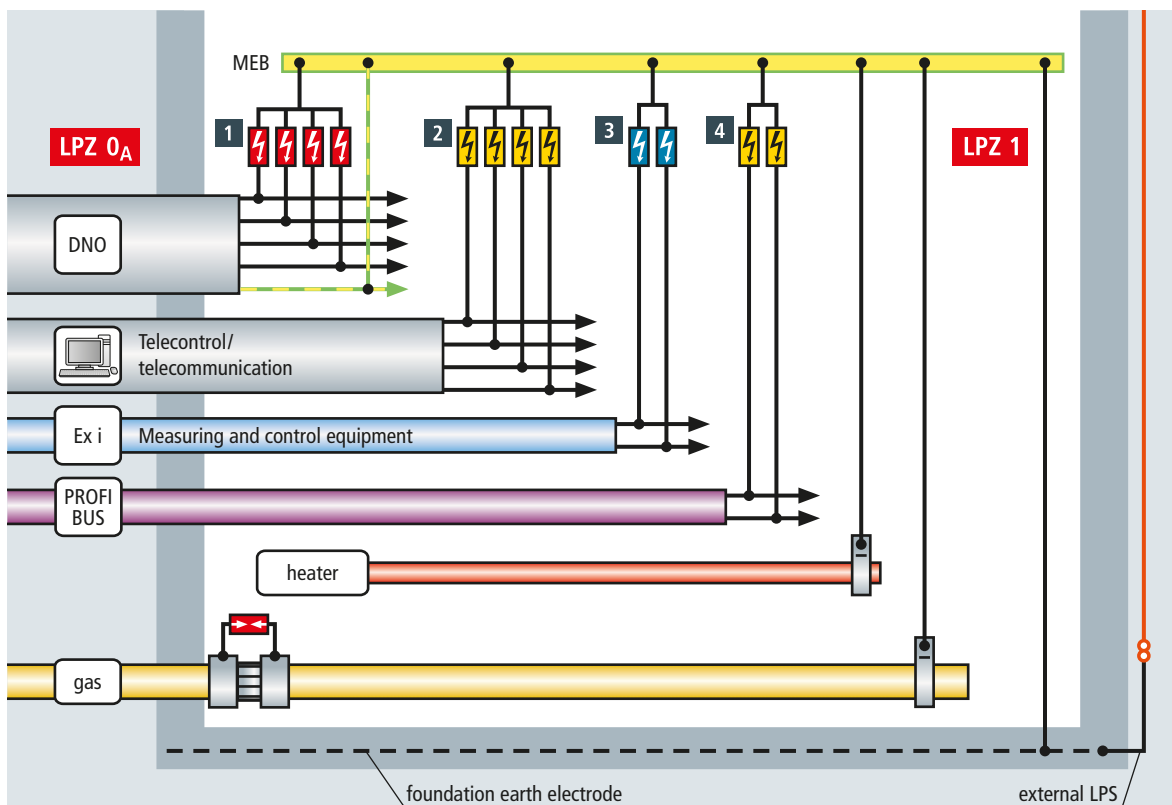 MEB
1
2
3
4
LPZ 0A
LPZ 1
DNO
Telecontrol/
telecommunication
Ex i
Measuring and control equipment
PROFI
BUS
heater
gas
foundation earth electrode
external LPS